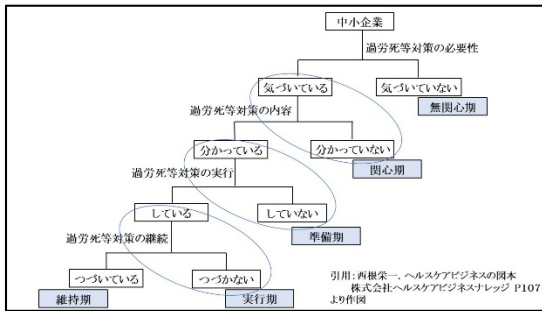 中小企業
過労死等対策の必要性
気づいている
気づいていない
過労死等対策の内容
無関心期
分かっている
分かっていない
過労死等対策の実行
関心期
している
していない
過労死等対策の継続
準備期
つづいている
つづかない
維持期
実行期
引用:西根栄一,ヘルスケアビジネスの図本
株式会社ヘルスケアビジネスナレッジ P107
より作図